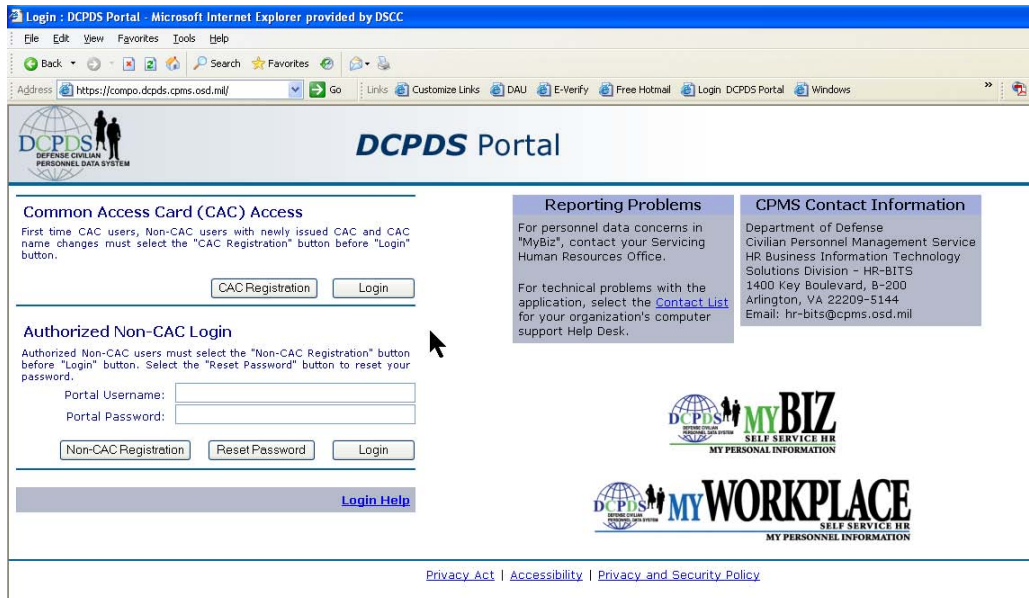 Login : DCPDS Portal - Microsoft Internet Explorer provided by DSCC
File Edit View Favorites Tools Help
Back Search Favorites
Address https://compo.dcpds.cpms.osd.mil/ Go Links Customize Links DAU E-Verify Free Hotmail Login DCPDS Portal Windows »
DCPDS
DEFENSE CIVILIAN
PERSONNEL DATA SYSTEM
DCPDS Portal
Common Access Card (CAC) Access
First time CAC users, Non-CAC users with newly issued CAC and CAC
name changes must select the "CAC Registration" button before "Login"
button.
CAC Registration Login
Authorized Non-CAC Login
Authorized Non-CAC users must select the "Non-CAC Registration" button
before "Login" button. Select the "Reset Password" button to reset your
password.
Portal Username:
Portal Password:
Non-CAC Registration Reset Password Login
Login Help
Reporting Problems
For personnel data concerns in
"MyBiz", contact your Servicing
Human Resources Office.
For technical problems with the
application, select the Contact List
for your organization's computer
support Help Desk.
CPMS Contact Information
Department of Defense
Civilian Personnel Management Service
HR Business Information Technology
Solutions Division - HR-BITS
1400 Key Boulevard, B-200
Arlington, VA 22209-5144
Email: hr-bits@cpms.osd.mil
DCPDS
DEFENSE CIVILIAN
PERSONNEL DATA SYSTEM
MYBIZ
SELF SERVICE HR
MY PERSONAL INFORMATION
DCPDS
DEFENSE CIVILIAN
PERSONNEL DATA SYSTEM
MYWORKPLACE
SELF SERVICE HR
MY PERSONNEL INFORMATION
Privacy Act | Accessibility | Privacy and Security Policy